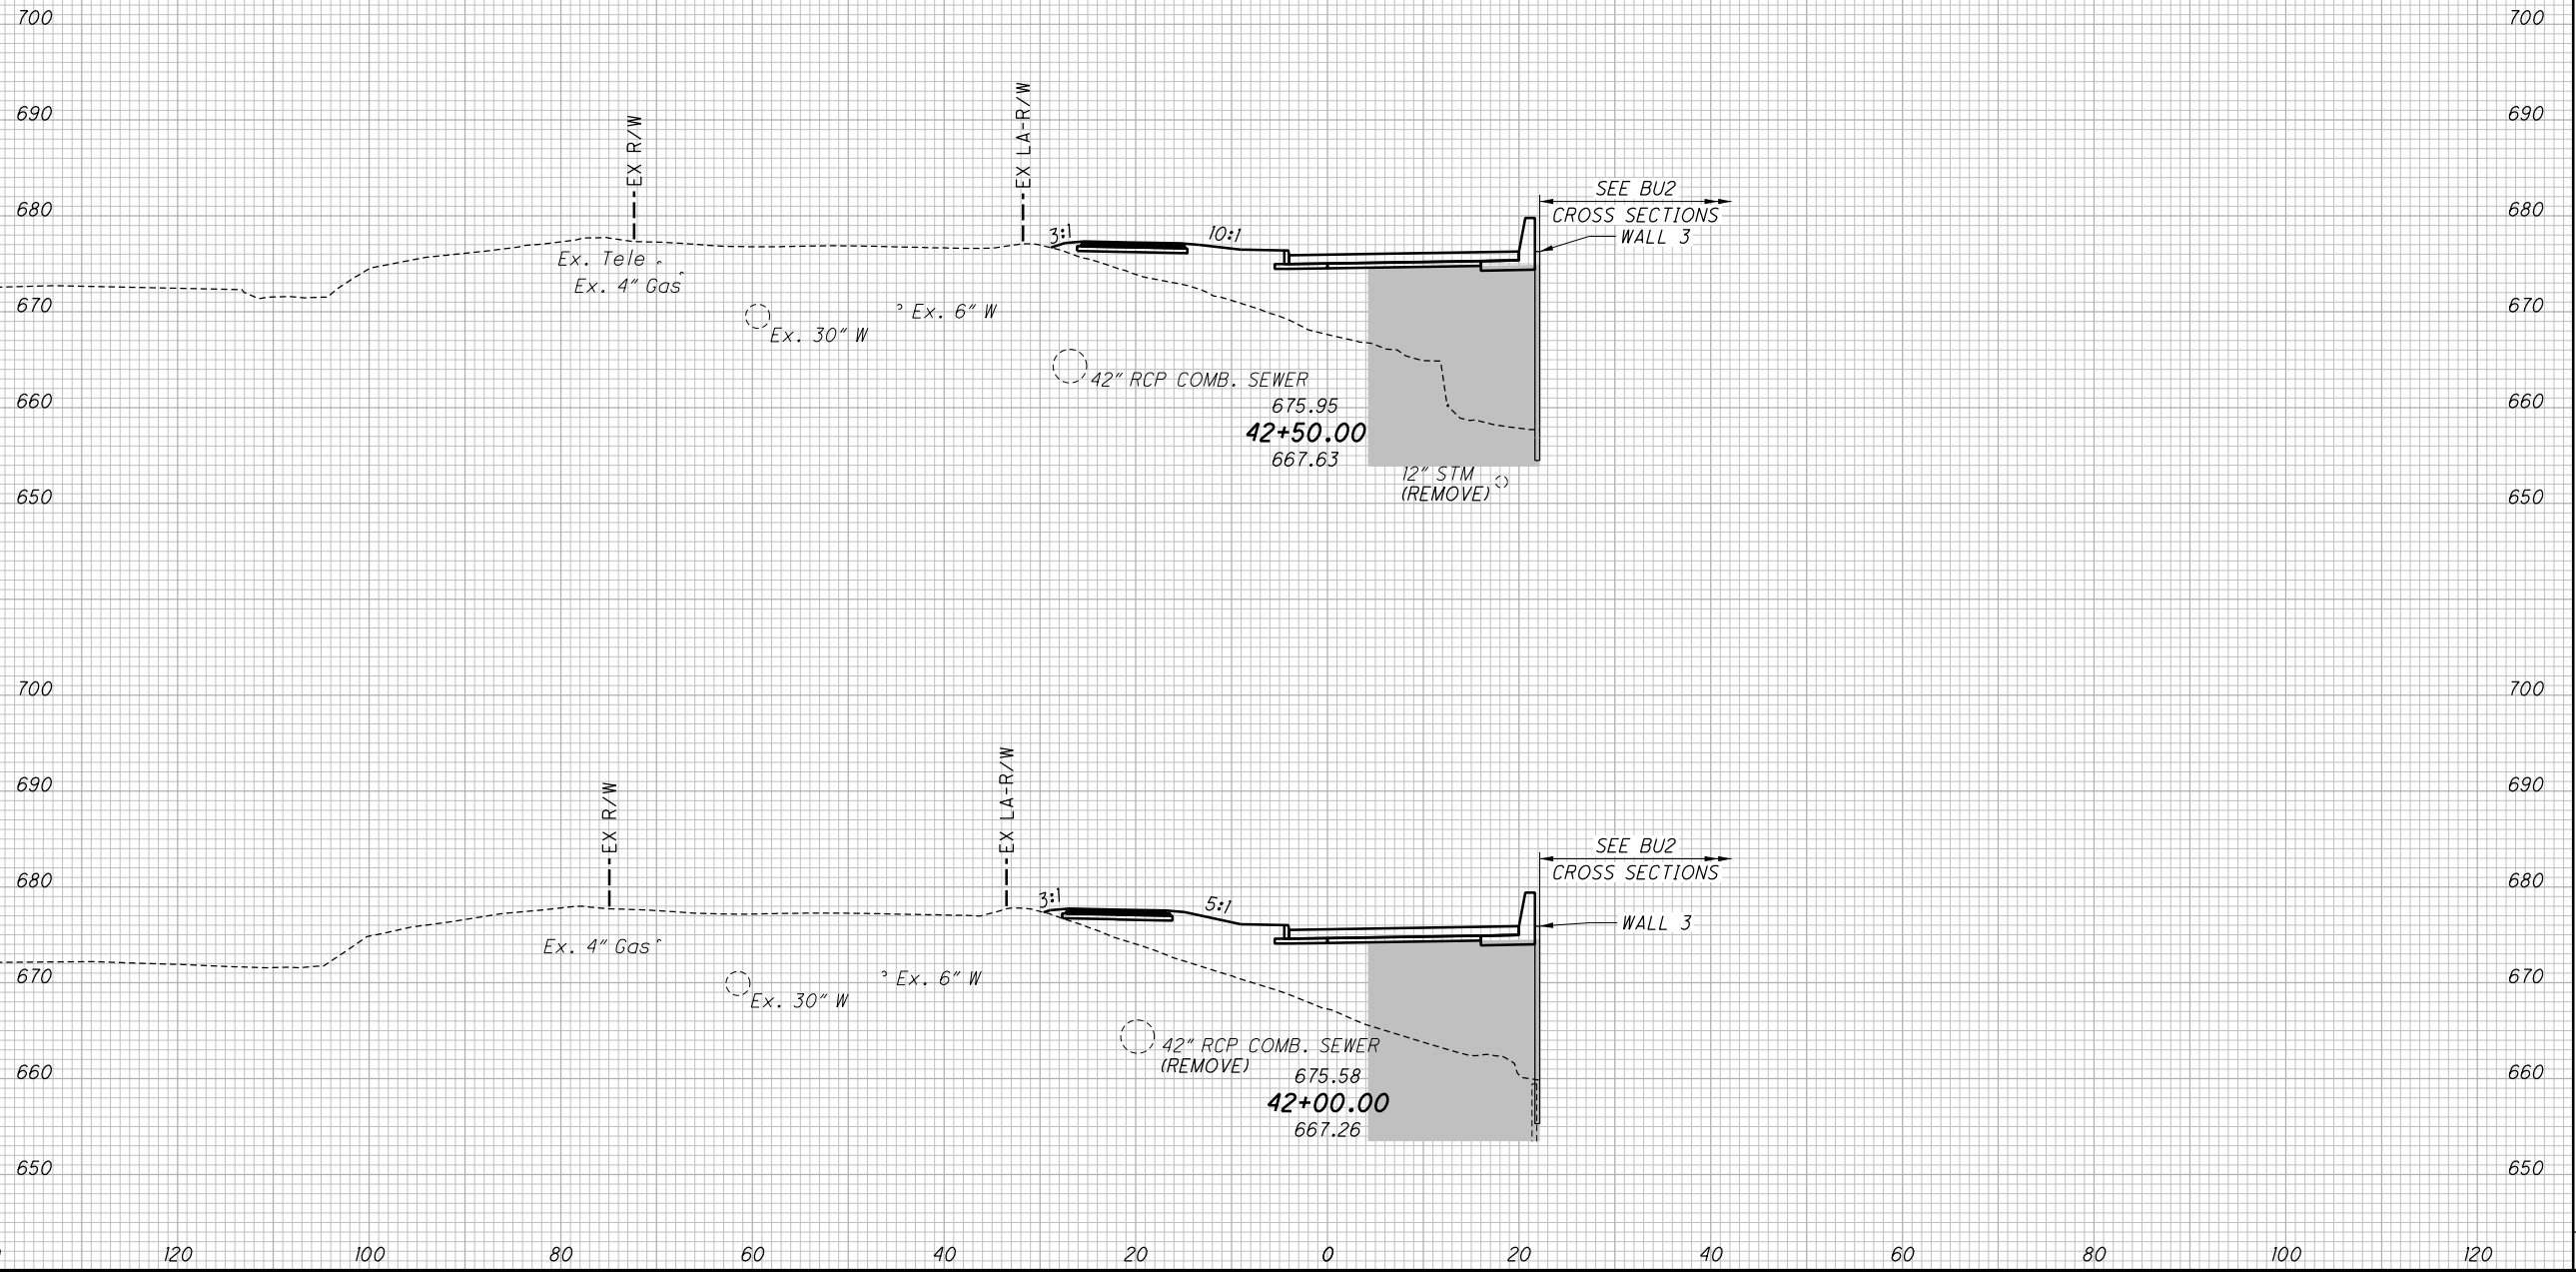 700 700
690 690
EX R/W
EX LA-R/W
680 680
SEE BU2
CROSS SECTIONS
WALL 3
3:1
10:1
Ex. Tele
Ex. 4" Gas
670 670
Ex. 6" W
Ex. 30" W
42" RCP COMB. SEWER
660 660
675.95
42+50.00
667.63
12" STM
(REMOVE)
650 650
700 700
690 690
EX R/W
EX LA-R/W
SEE BU2
CROSS SECTIONS
680 680
3:1
5:1
WALL 3
Ex. 4" Gas
670 670
Ex. 6" W
Ex. 30" W
42" RCP COMB. SEWER
(REMOVE)
660 660
675.58
42+00.00
667.26
650 650
120 100 80 60 40 20 0 20 40 60 80 100 120